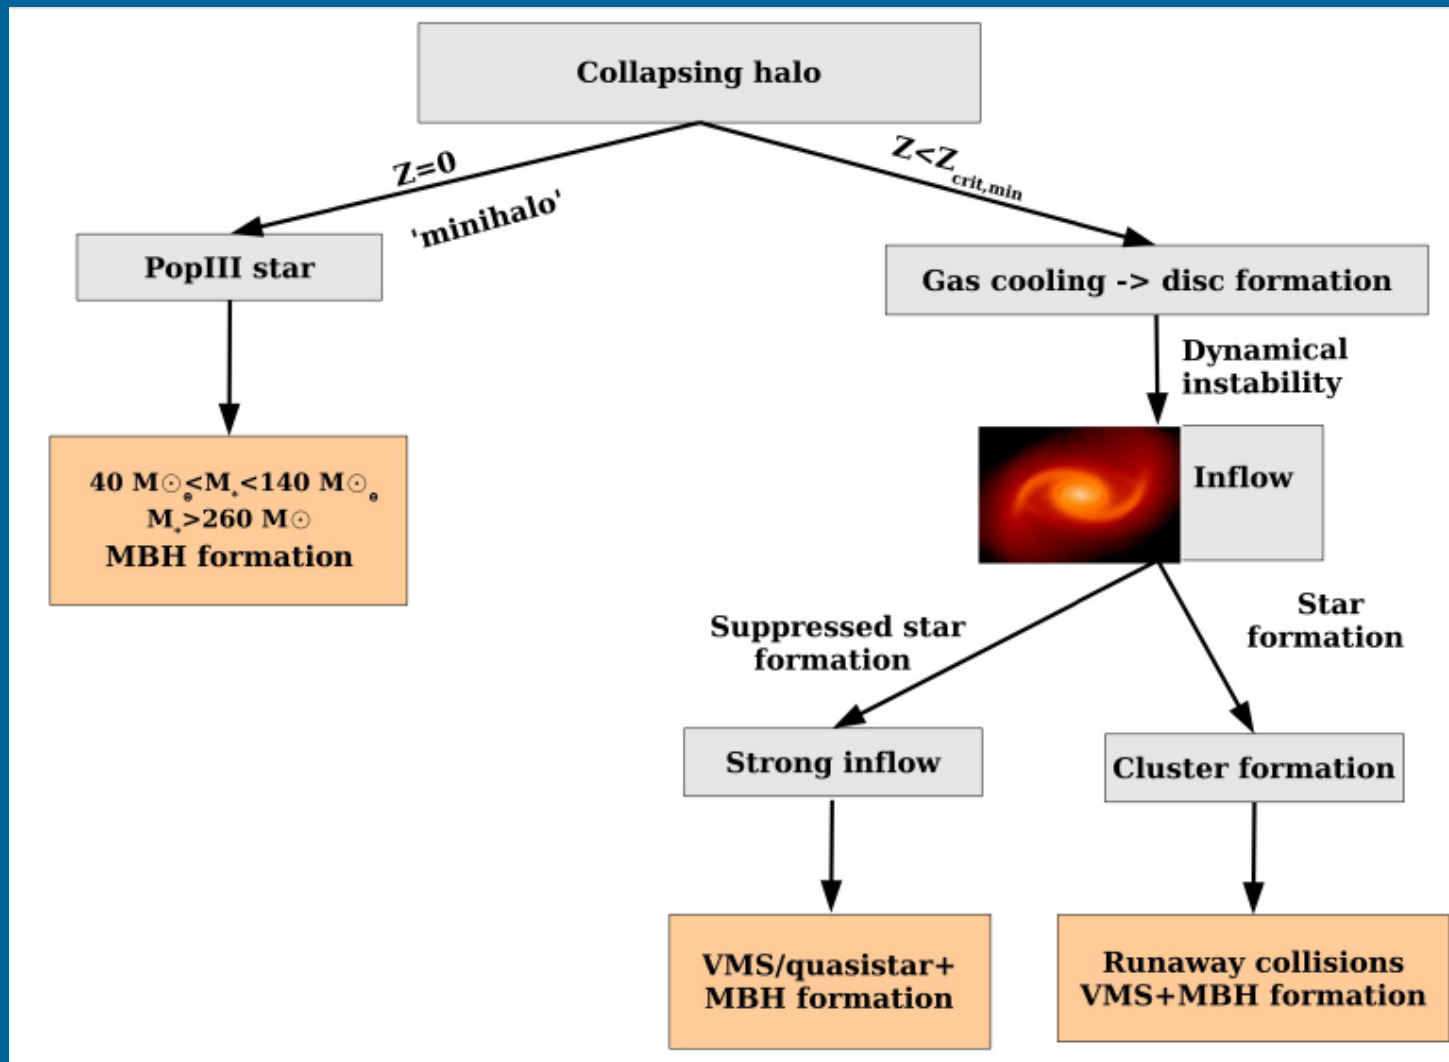 Collapsing halo
Z=0
'minihalo'
Z<Z_crit,min
PopIII star
Gas cooling -> disc formation
Dynamical
instability
40 M☉<M*<140 M☉
M*>260 M☉
MBH formation
Inflow
Suppressed star
formation
Star
formation
Strong inflow
Cluster formation
VMS/quasistar+
MBH formation
Runaway collisions
VMS+MBH formation